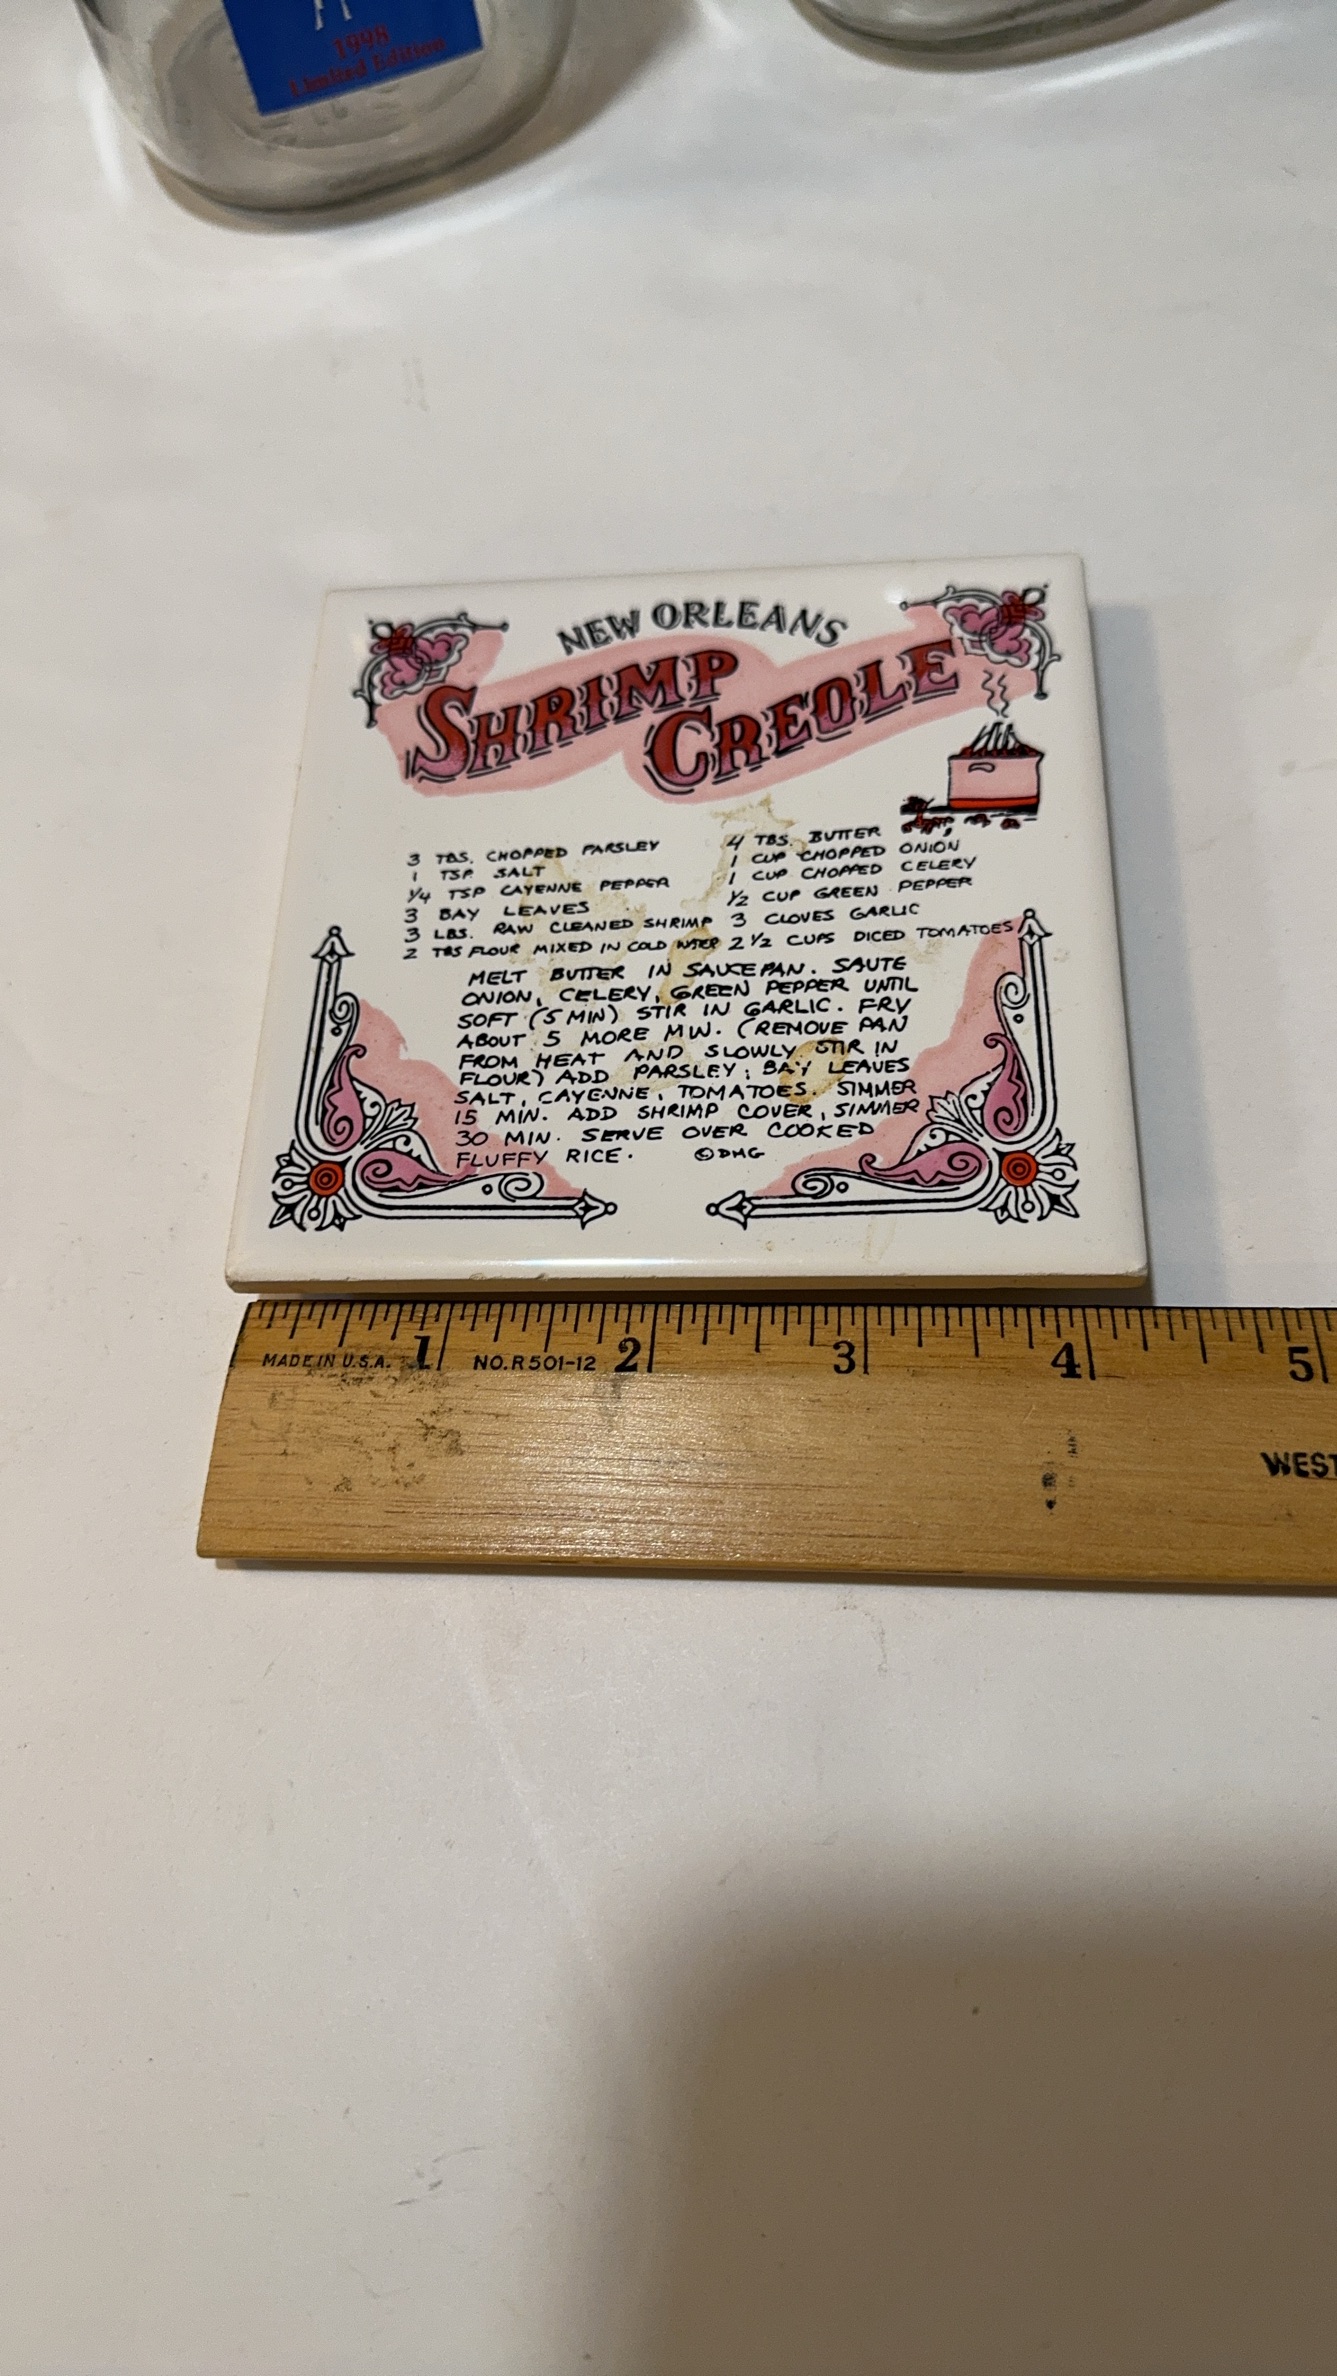 1998
Limited Edition
NEW ORLEANS
SHRIMP
CREOLE
3 TBS. CHOPPED PARSLEY
1 TSP. SALT
1/4 TSP CAYENNE PEPPER
3 BAY LEAVES
3 LBS. RAW CLEANED SHRIMP
2 TBS FLOUR MIXED IN COLD WATER
4 TBS. BUTTER
1 CUP CHOPPED ONION
1 CUP CHOPPED CELERY
1/2 CUP GREEN PEPPER
3 CLOVES GARLIC
2 1/2 CUPS DICED TOMATOES
MELT BUTTER IN SAUCEPAN. SAUTE
ONION, CELERY, GREEN PEPPER UNTIL
SOFT (5 MIN) STIR IN GARLIC. FRY
ABOUT 5 MORE MIN. (REMOVE PAN
FROM HEAT AND SLOWLY STIR IN
FLOUR) ADD PARSLEY, BAY LEAVES
SALT, CAYENNE, TOMATOES. SIMMER
15 MIN. ADD SHRIMP COVER, SIMMER
30 MIN. SERVE OVER COOKED
FLUFFY RICE. ©DMG
1 2 3 4 5
MADE IN U.S.A. NO. R501-12
WEST